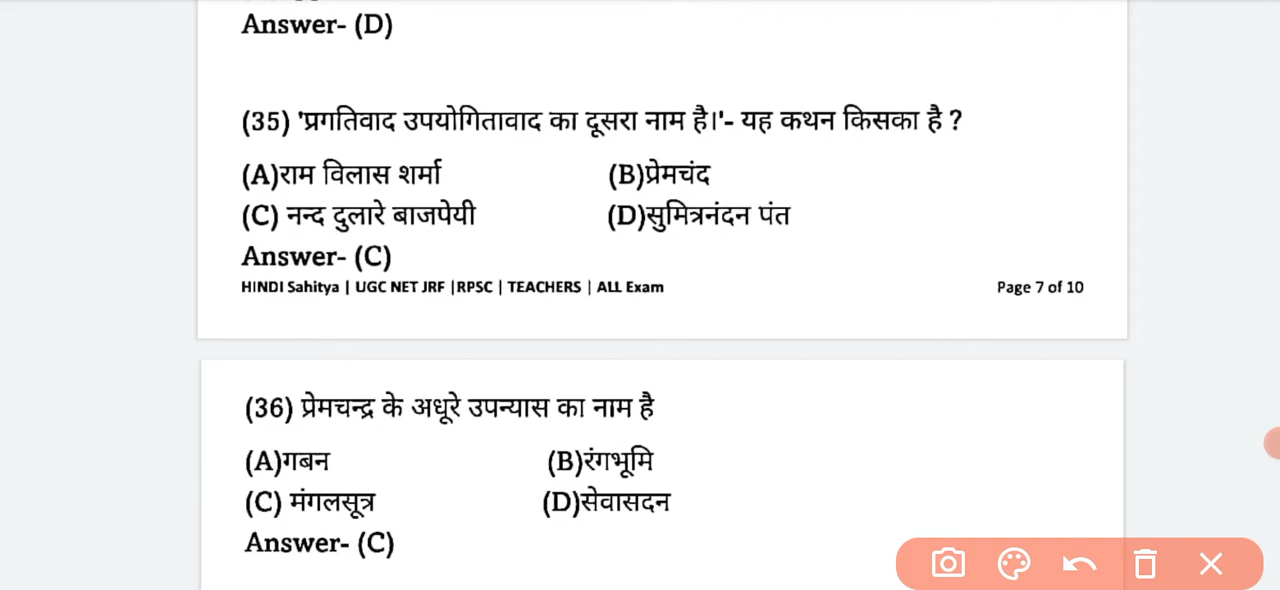 Answer- (D)
(35) 'प्रगतिवाद उपयोगितावाद का दूसरा नाम है।'- यह कथन किसका है ?
(A)राम विलास शर्मा (B)प्रेमचंद
(C) नन्द दुलारे बाजपेयी (D)सुमित्रनंदन पंत
Answer- (C)
HINDI Sahitya | UGC NET JRF |RPSC | TEACHERS | ALL Exam Page 7 of 10
(36) प्रेमचन्द्र के अधूरे उपन्यास का नाम है
(A)गबन (B)रंगभूमि
(C) मंगलसूत्र (D)सेवासदन
Answer- (C)